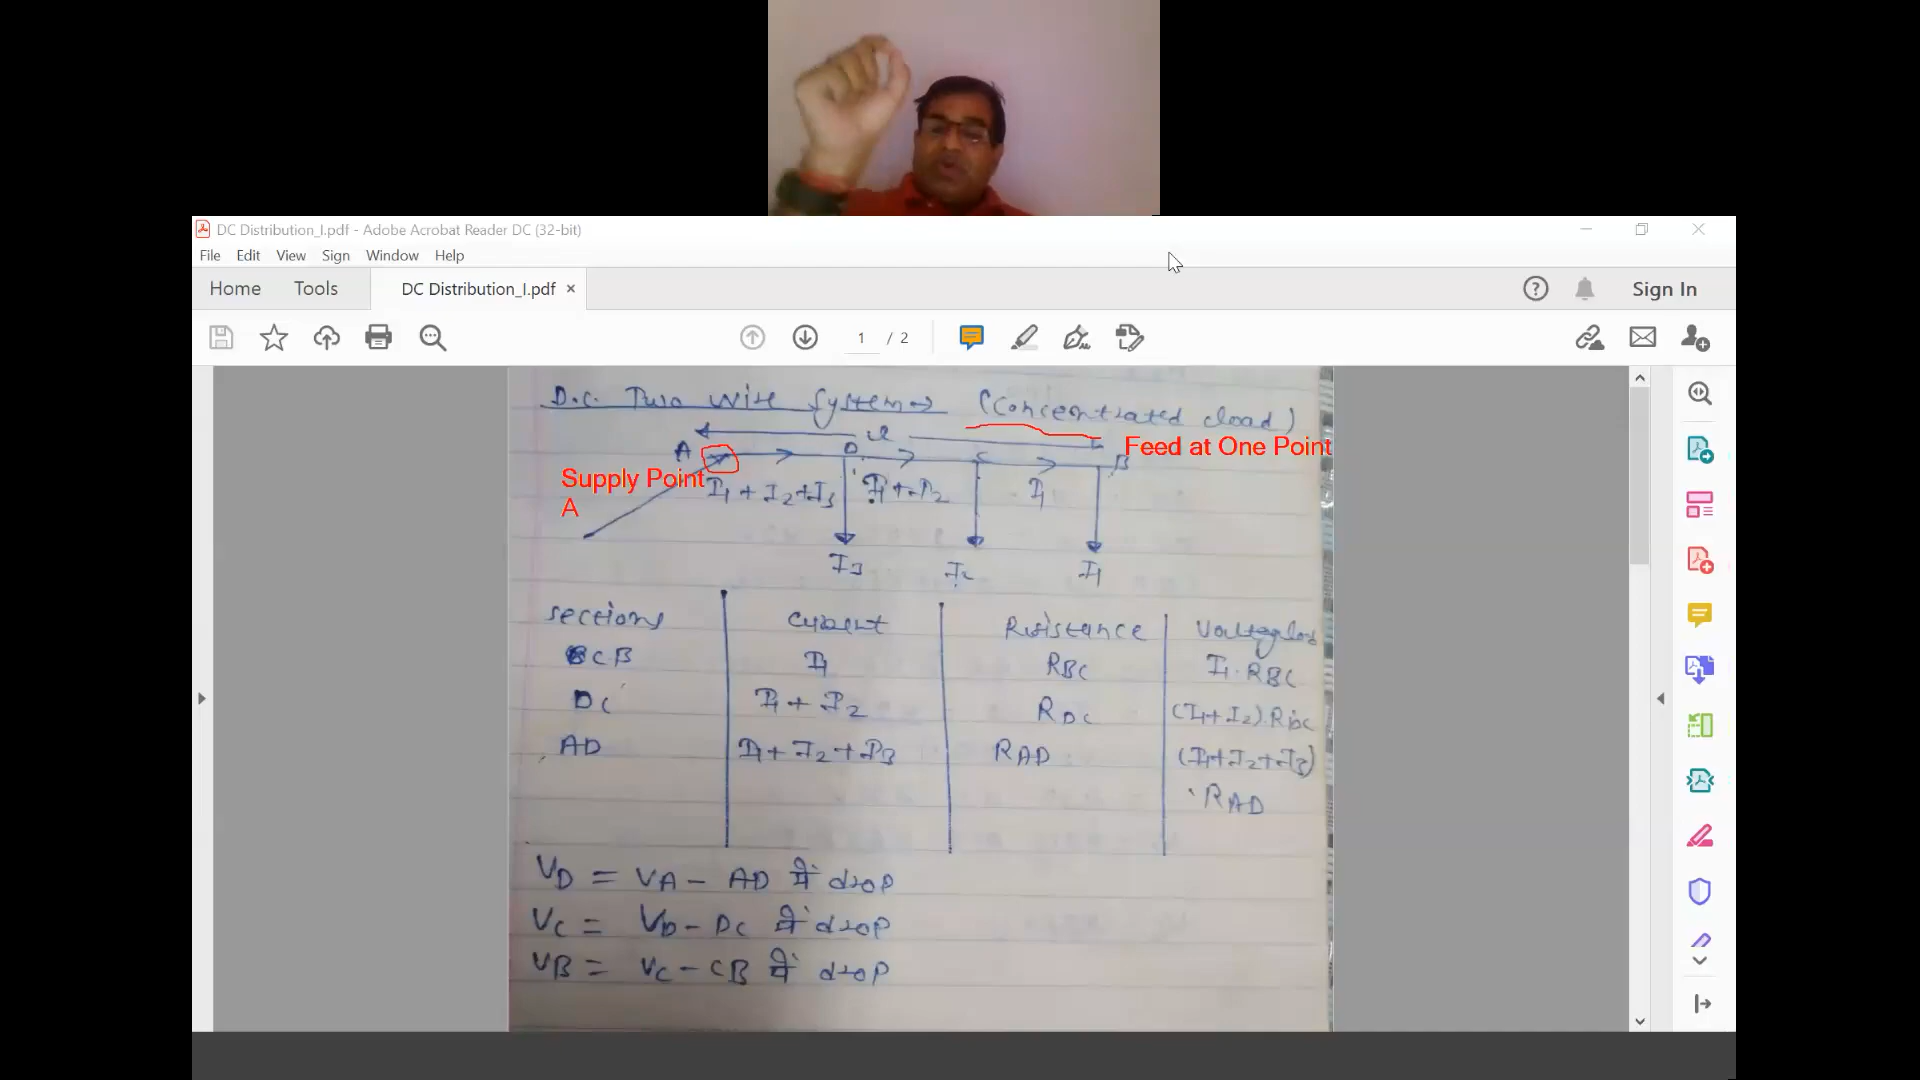 DC Distribution_I.pdf - Adobe Acrobat Reader DC (32-bit)
File Edit View Sign Window Help
Home Tools DC Distribution_I.pdf × Sign In
1 / 2
D.C. Two Wire System → (Concentrated load)
l
A D C B Feed at One Point
Supply Point
A
I1 + I2 + I3 I1 + I2 I1
I3 I2 I1
sections current Resistance
CB I1 RBC I1.RBC
DC I1 + I2 RDC (I1+I2).RDC
AD I1 + I2 + I3 RAD (I1+I2+I3)
. RAD
VD = VA - AD में drop
VC = VD - DC में drop
VB = VC - CB में drop